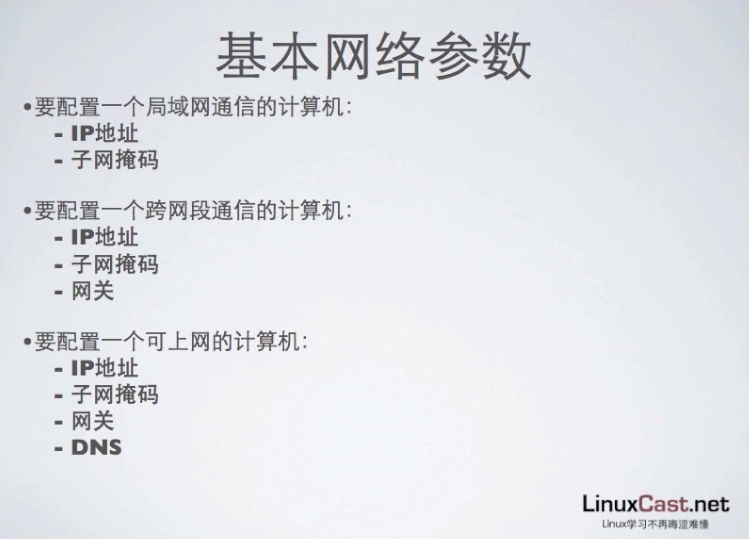 基本网络参数
•要配置一个局域网通信的计算机:
- IP地址
- 子网掩码
•要配置一个跨网段通信的计算机:
- IP地址
- 子网掩码
- 网关
•要配置一个可上网的计算机:
- IP地址
- 子网掩码
- 网关
- DNS
LinuxCast.net
Linux学习不再晦涩难懂